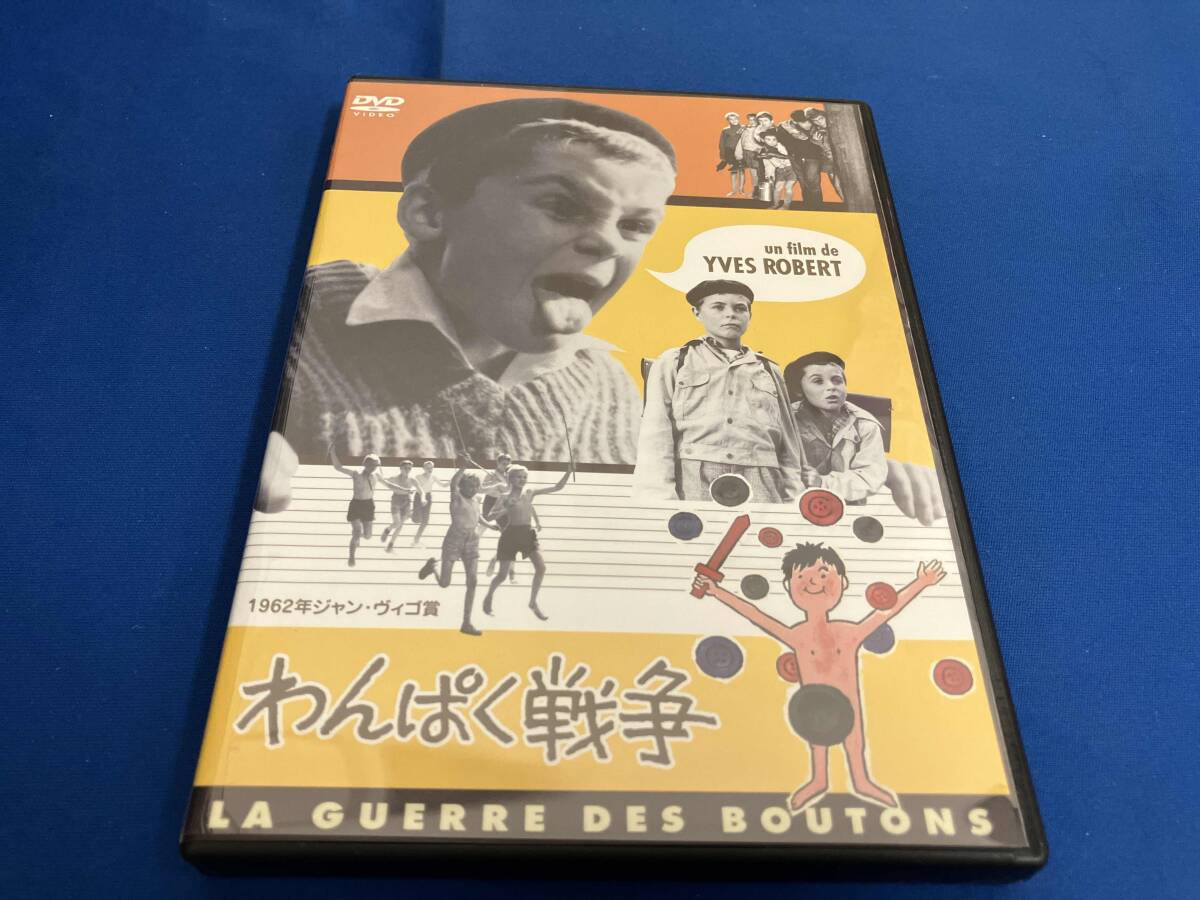 DVD
VIDEO
un film de
YVES ROBERT
1962年ジャン・ヴィゴ賞
わんぱく戦争
LA GUERRE DES BOUTONS